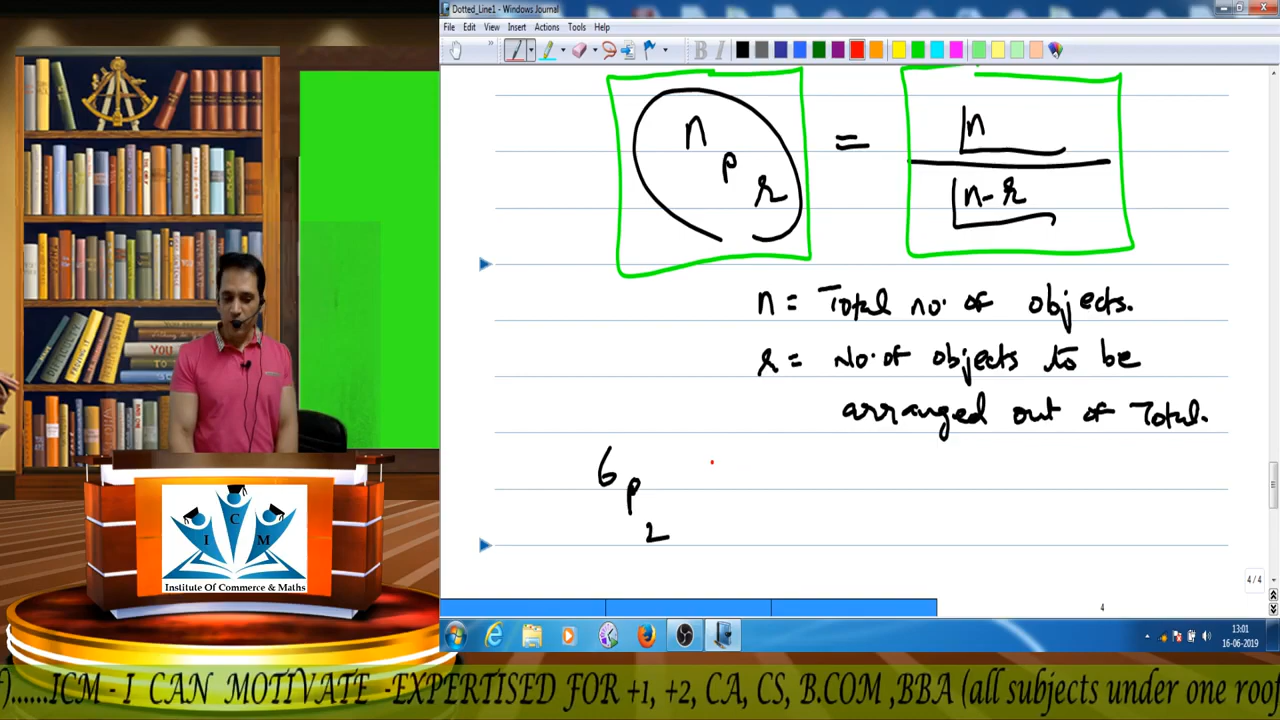 Dotted_Line1 - Windows Journal
File Edit View Insert Actions Tools Help
n P r = n
n - r
n = Total no. of objects.
r = No. of objects to be
arranged out of Total.
6 P 2
4/4
4
13:01
16-06-2019
I C M
Institute Of Commerce & Maths
f)......ICM - I CAN MOTIVATE -EXPERTISED FOR +1, +2, CA, CS, B.COM ,BBA (all subjects under one roof